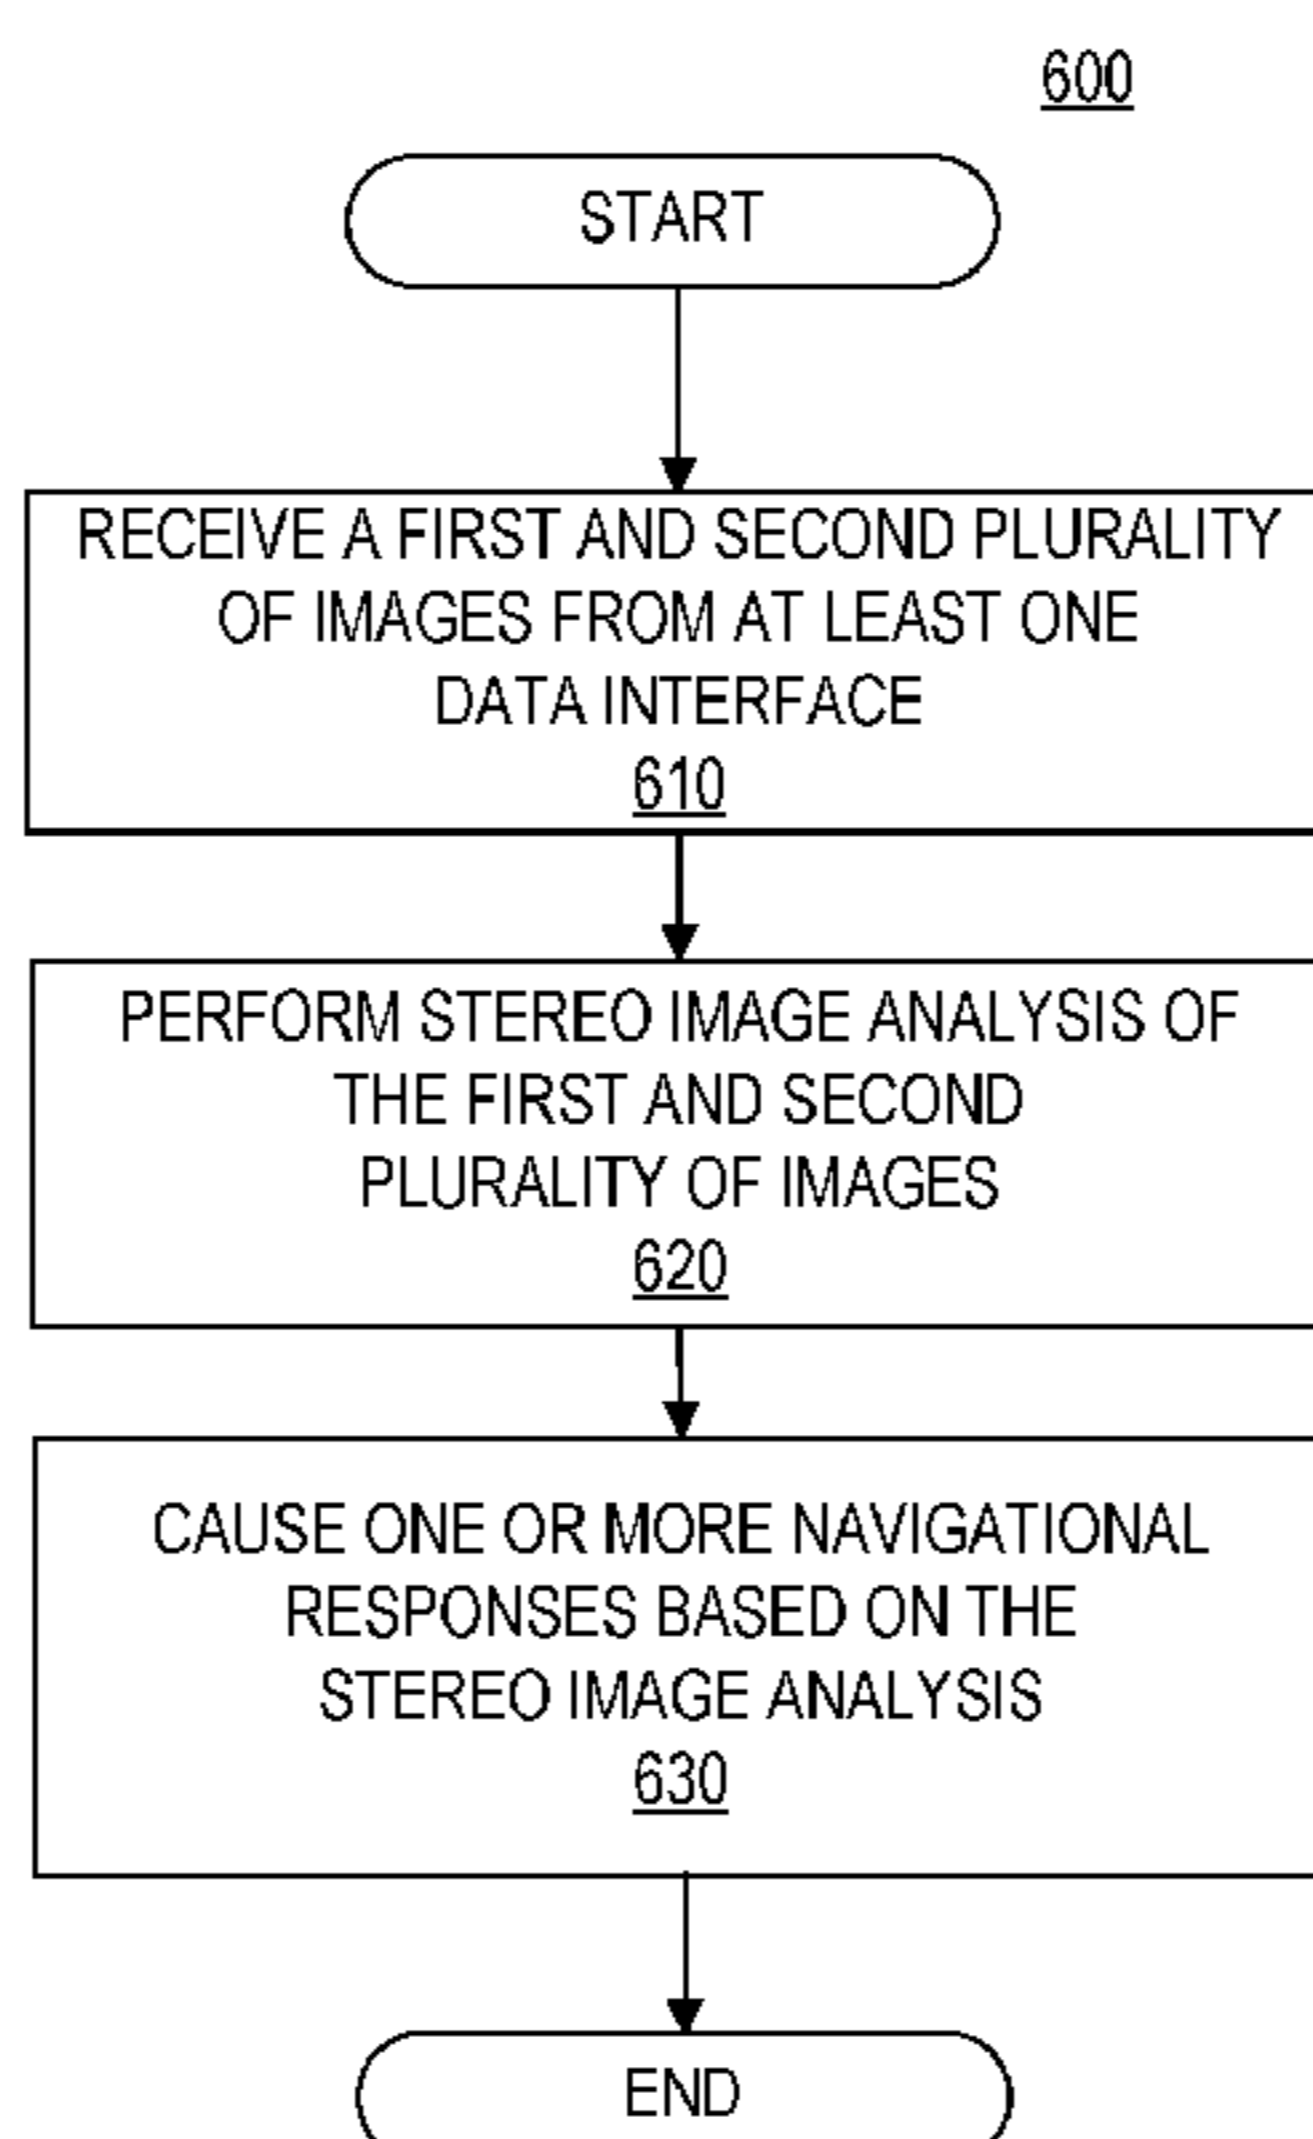 600
START
RECEIVE A FIRST AND SECOND PLURALITY
OF IMAGES FROM AT LEAST ONE
DATA INTERFACE
610
PERFORM STEREO IMAGE ANALYSIS OF
THE FIRST AND SECOND
PLURALITY OF IMAGES
620
CAUSE ONE OR MORE NAVIGATIONAL
RESPONSES BASED ON THE
STEREO IMAGE ANALYSIS
630
END